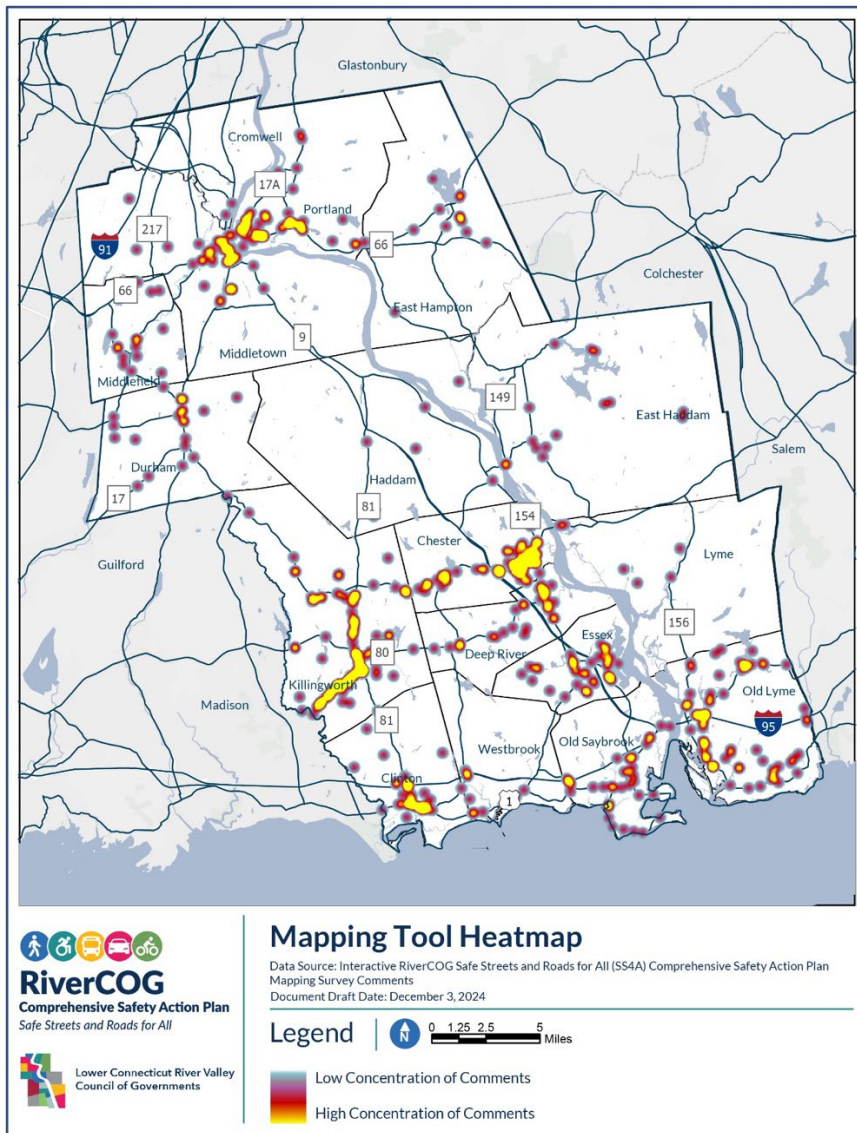 Glastonbury
Cromwell
17A
Portland
217
91
66
66
Colchester
East Hampton
9
Middletown
Middlefield
149
East Haddam
Durham
Salem
Haddam
17
81
154
Chester
Guilford
Lyme
156
Essex
80
Deep River
Killingworth
Old Lyme
Madison
81
95
Westbrook
Old Saybrook
Clinton
1
RiverCOG
Comprehensive Safety Action Plan
Safe Streets and Roads for All
Lower Connecticut River Valley
Council of Governments
Mapping Tool Heatmap
Data Source: Interactive RiverCOG Safe Streets and Roads for All (SS4A) Comprehensive Safety Action Plan
Mapping Survey Comments
Document Draft Date: December 3, 2024
Legend
N
0 1.25 2.5 5
Miles
Low Concentration of Comments
High Concentration of Comments